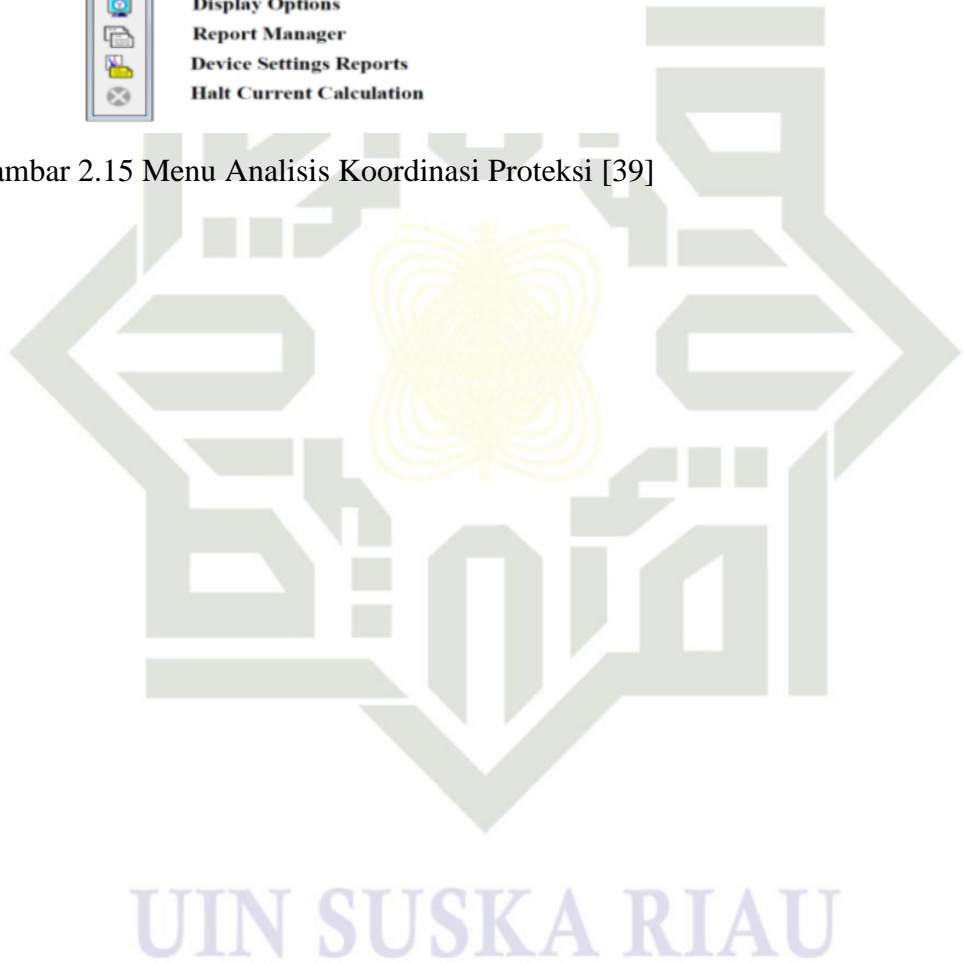 Display Options
Report Manager
Device Settings Reports
Halt Current Calculation
ambar 2.15 Menu Analisis Koordinasi Proteksi [39]
UIN SUSKA RIAU